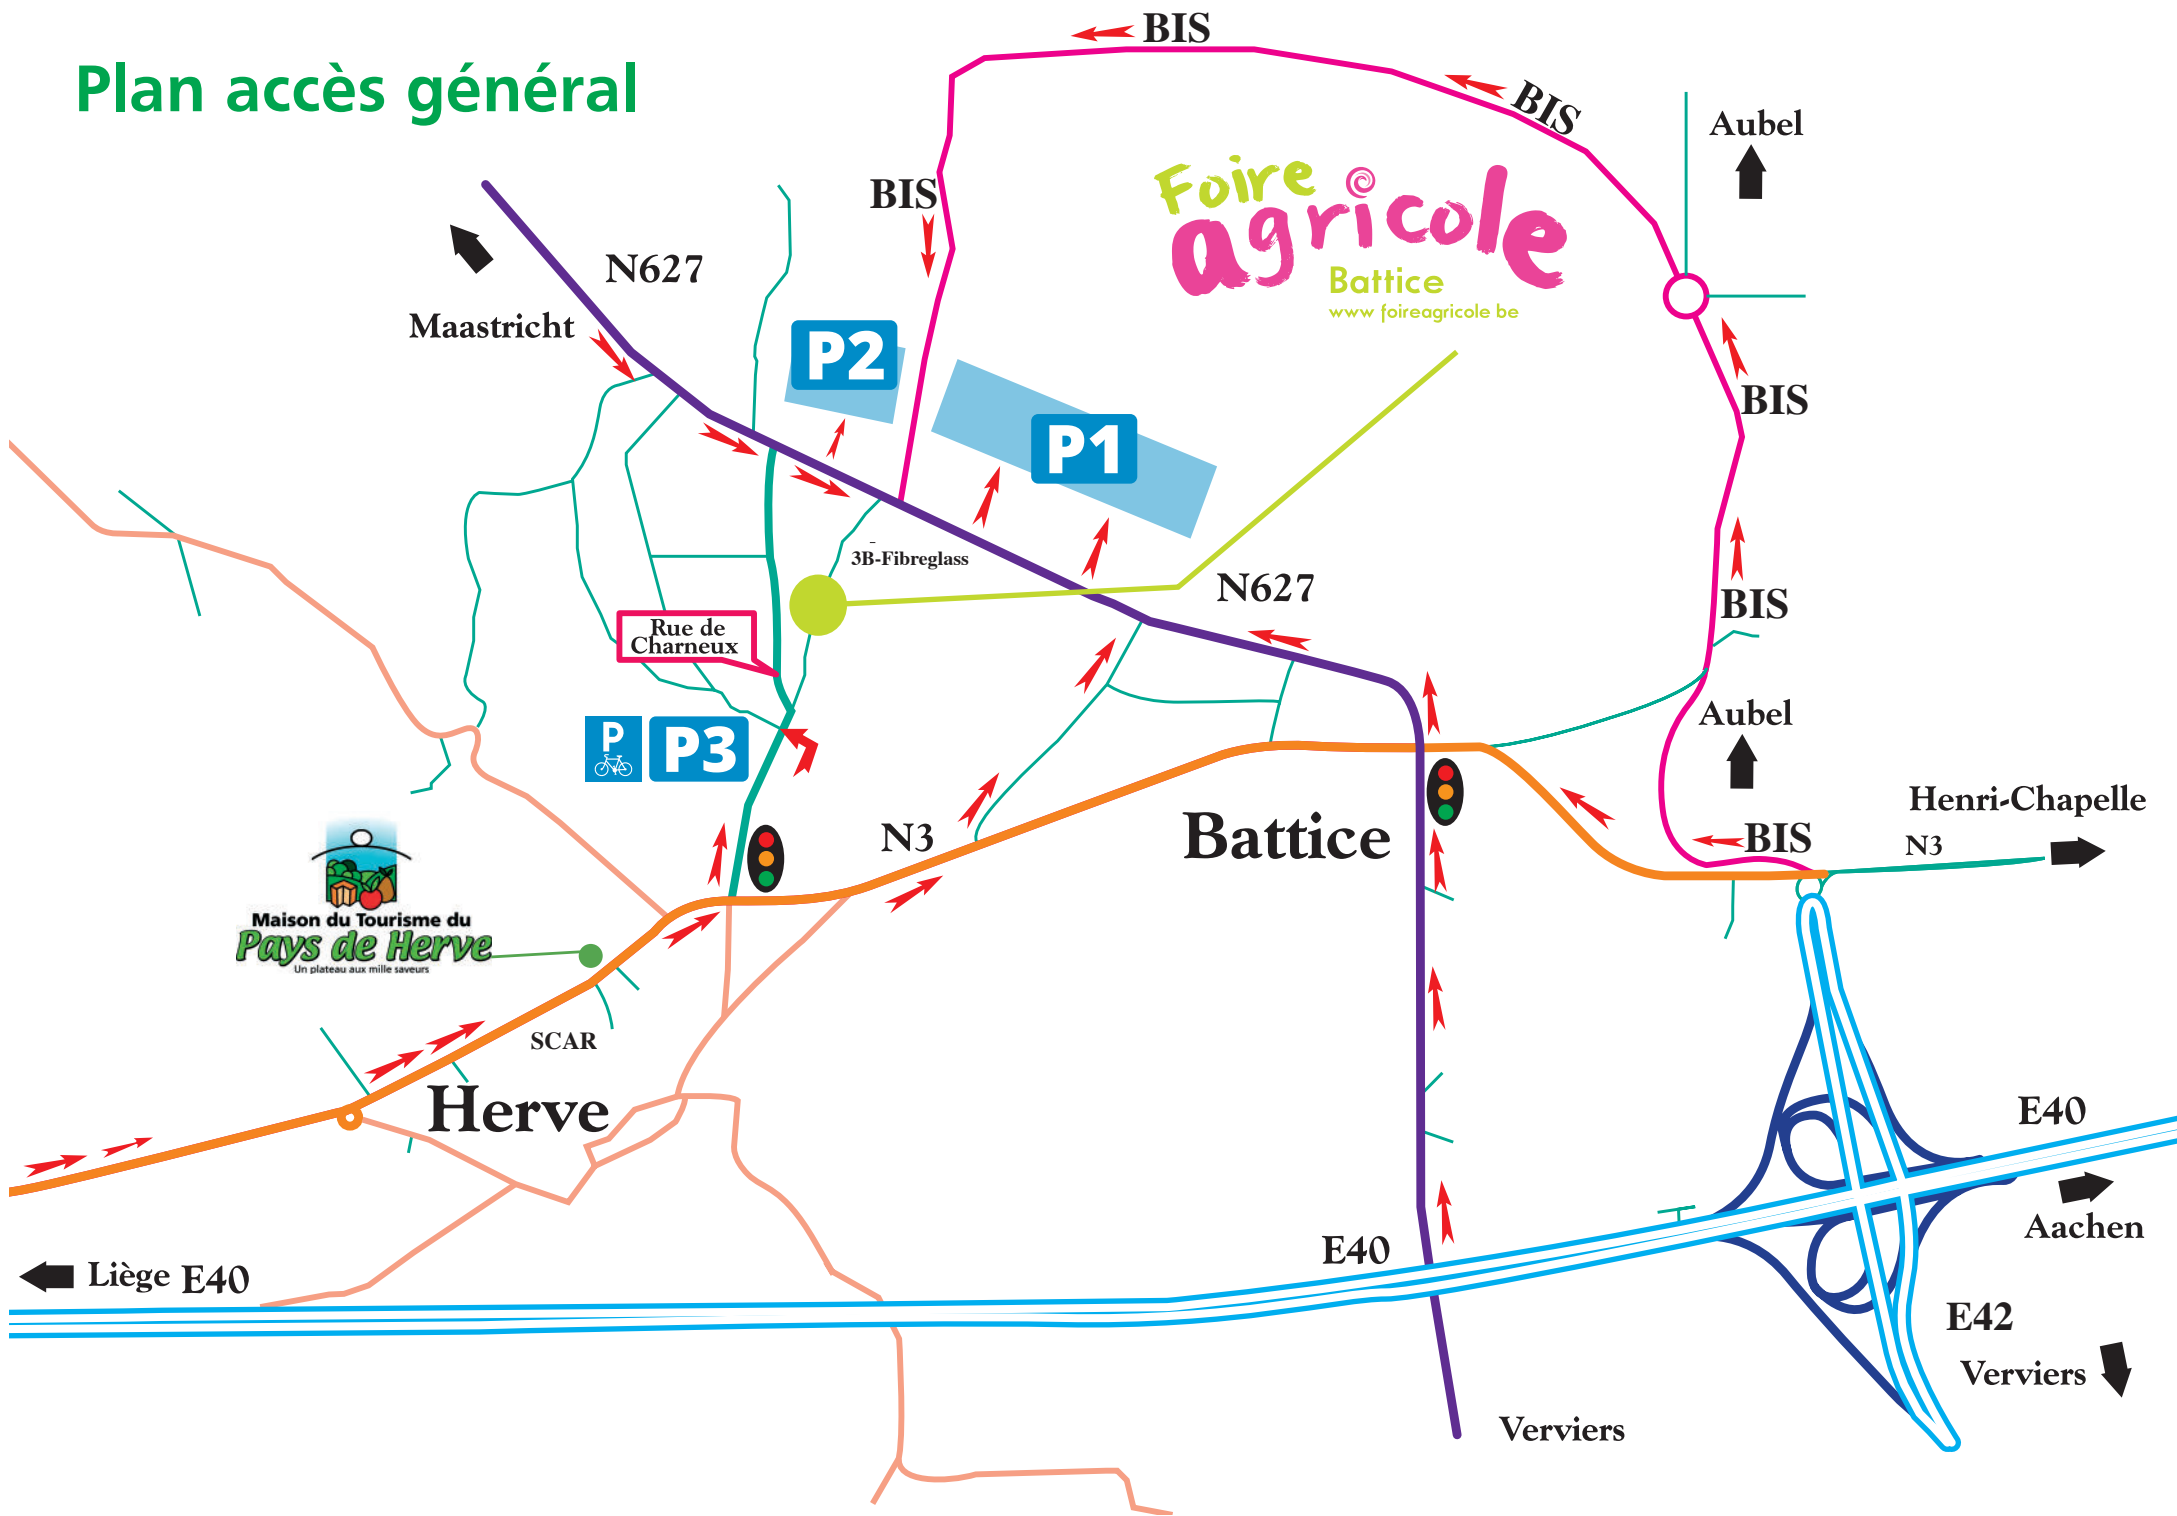 Plan accès général
BIS
BIS
Aubel
BIS
Foire
agricole
Battice
www foireagricole be
N627
Maastricht
P2
BIS
P1
3B-Fibreglass
N627
BIS
Rue de
Charneux
Aubel
P
P3
Henri-Chapelle
N3
Battice
BIS
N3
Maison du Tourisme du
Pays de Herve
Un plateau aux mille saveurs
SCAR
Herve
E40
Aachen
E40
Liège E40
E42
Verviers
Verviers